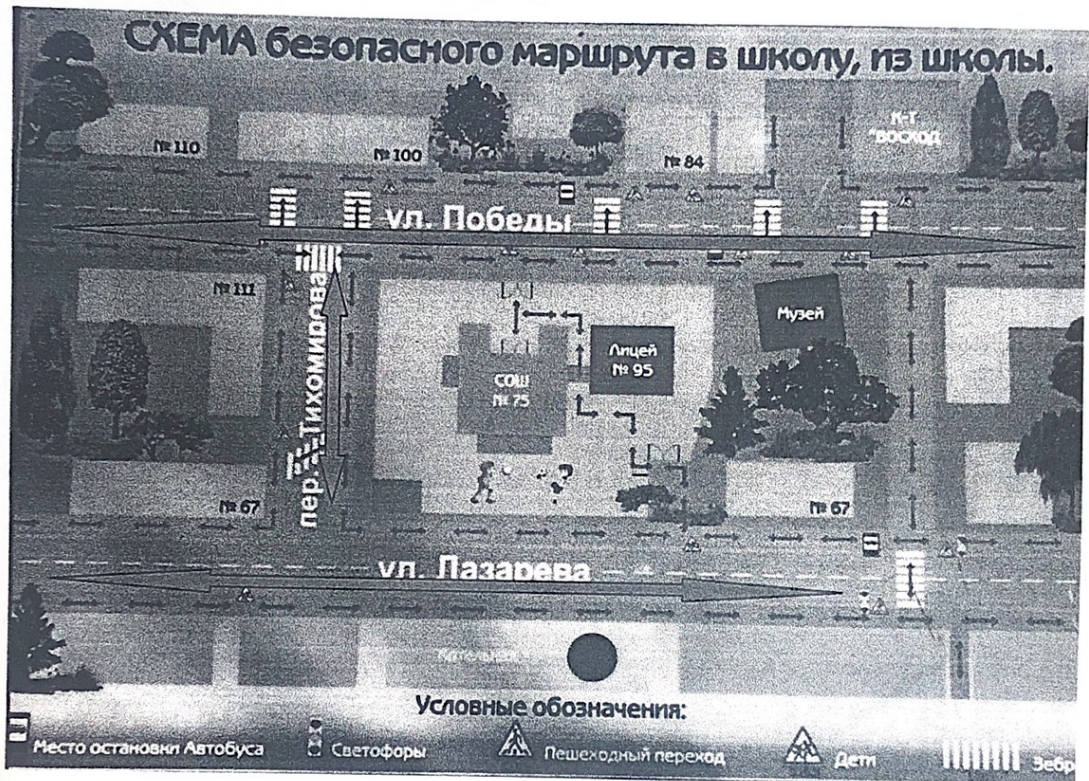 СХЕМА безопасного маршрута в школу, из школы.
К-Т
"ВОСХОД
№ 110
№ 100
№ 84
ул. Победы
№ 111
Музей
Лицей
№ 95
СОШ
№ 75
пер. Тихомирова
№ 67
№ 67
ул. Лазарева
Котельная
Условные обозначения:
Место остановки Автобуса
Светофоры
Пешеходный переход
Дети
Зебр